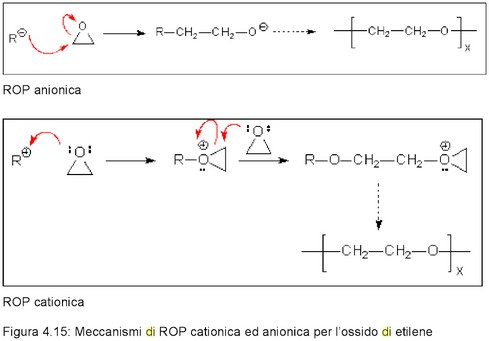 R⊖ O R—CH2—CH2—O⊖ [CH2—CH2—O]x
ROP anionica
R⊕ :O: R—O⊕ :O: R—O—CH2—CH2—O⊕
[CH2—CH2—O]x
ROP cationica
Figura 4.15: Meccanismi di ROP cationica ed anionica per l'ossido di etilene